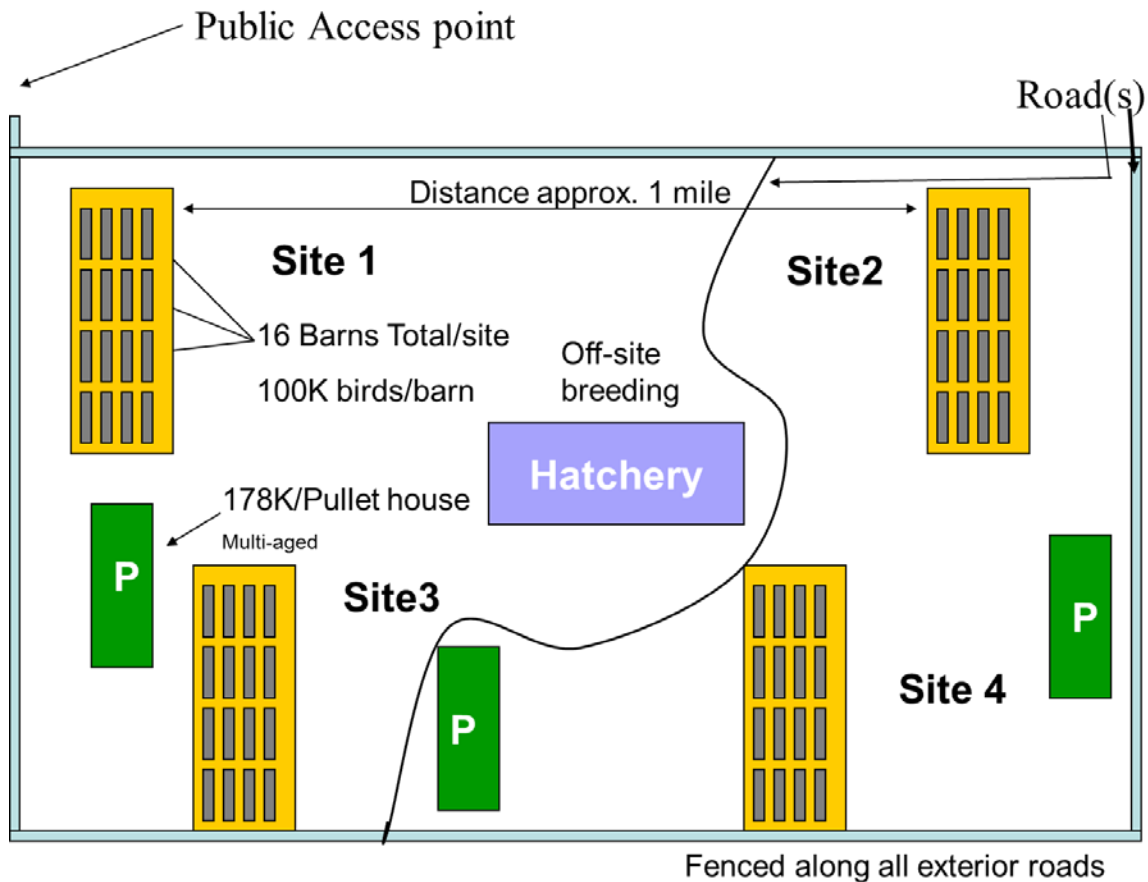 Public Access point
Road(s)
Distance approx. 1 mile
Site 1
Site2
16 Barns Total/site
100K birds/barn
Off-site
breeding
Hatchery
178K/Pullet house
Multi-aged
P
Site3
P
P
Site 4
Fenced along all exterior roads